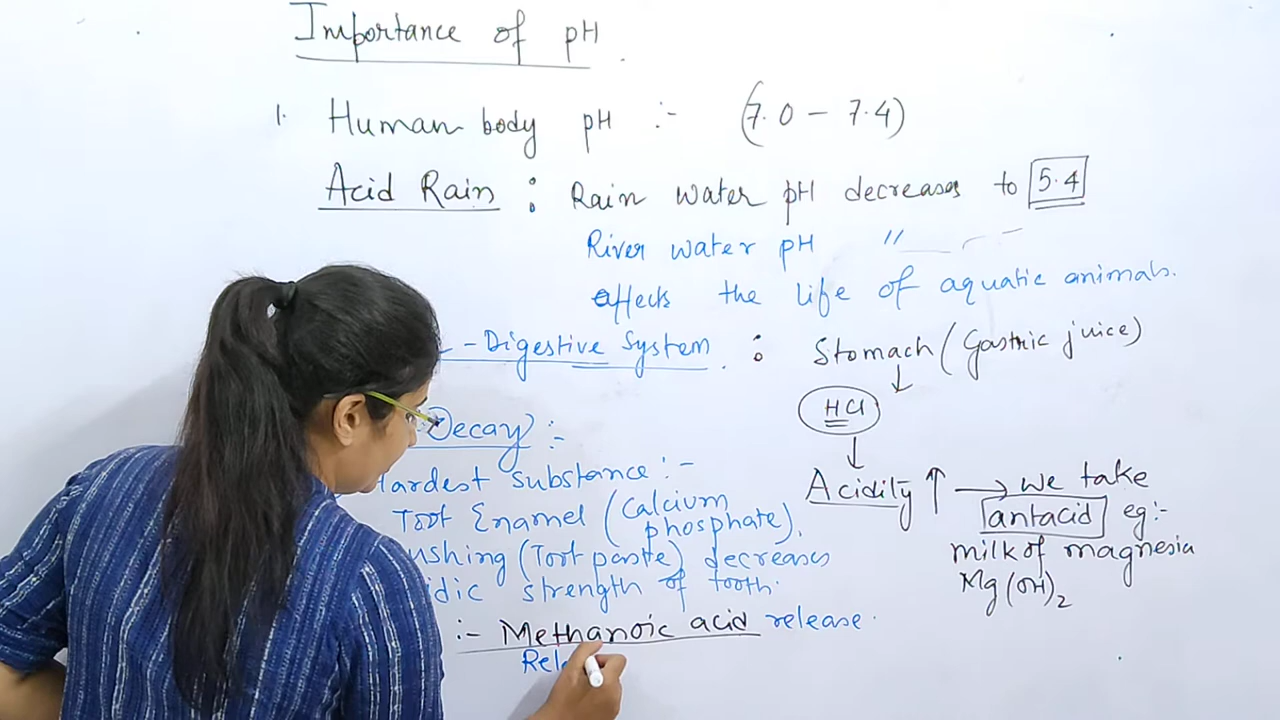 Importance of pH
1. Human body pH :- (7.0 - 7.4)
Acid Rain : Rain water pH decreases to 5.4
River water pH "
affects the life of aquatic animals.
- Digestive System : Stomach (Gastric juice)
HCl
Decay :-
Hardest substance :-
Acidity ↑ → we take
Toot Enamel (Calcium phosphate).
antacid eg:-
(Toot paste) decreases
milk of magnesia
strength of tooth.
Mg(OH)2
:- Methanoic acid release.